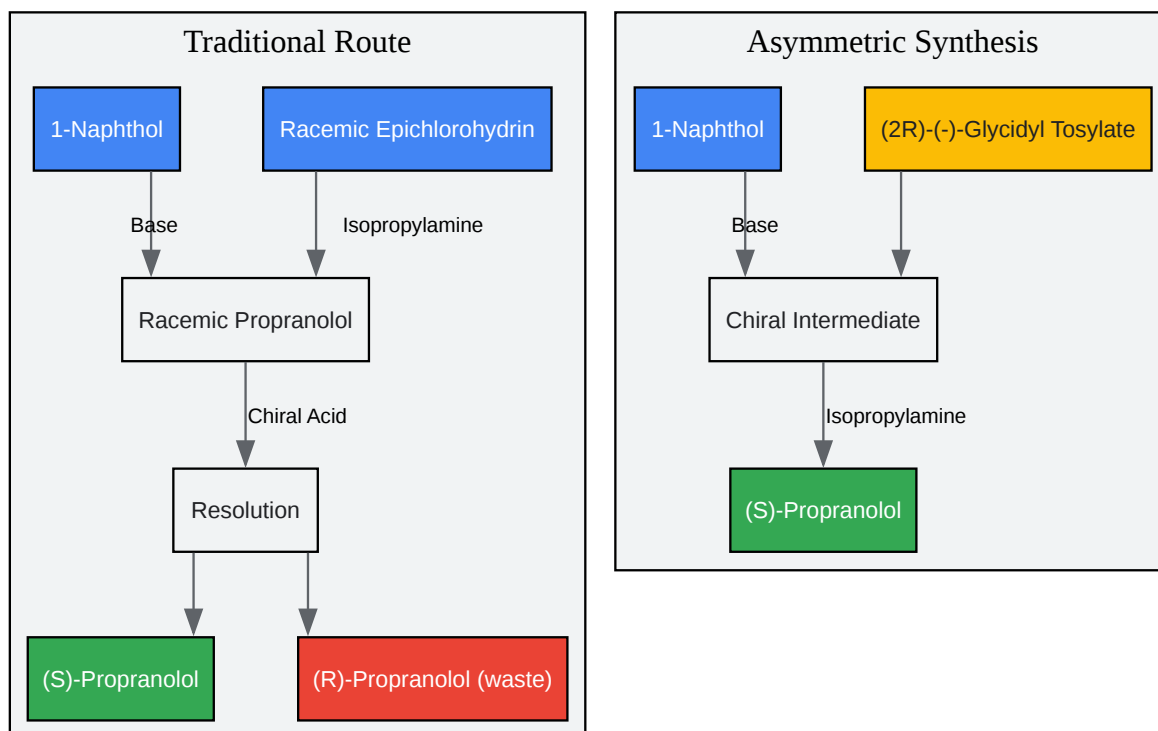 Traditional Route
1-Naphthol
Racemic Epichlorohydrin
Base
Isopropylamine
Racemic Propranolol
Chiral Acid
Resolution
(S)-Propranolol
(R)-Propranolol (waste)
Asymmetric Synthesis
1-Naphthol
(2R)-(-)-Glycidyl Tosylate
Base
Chiral Intermediate
Isopropylamine
(S)-Propranolol